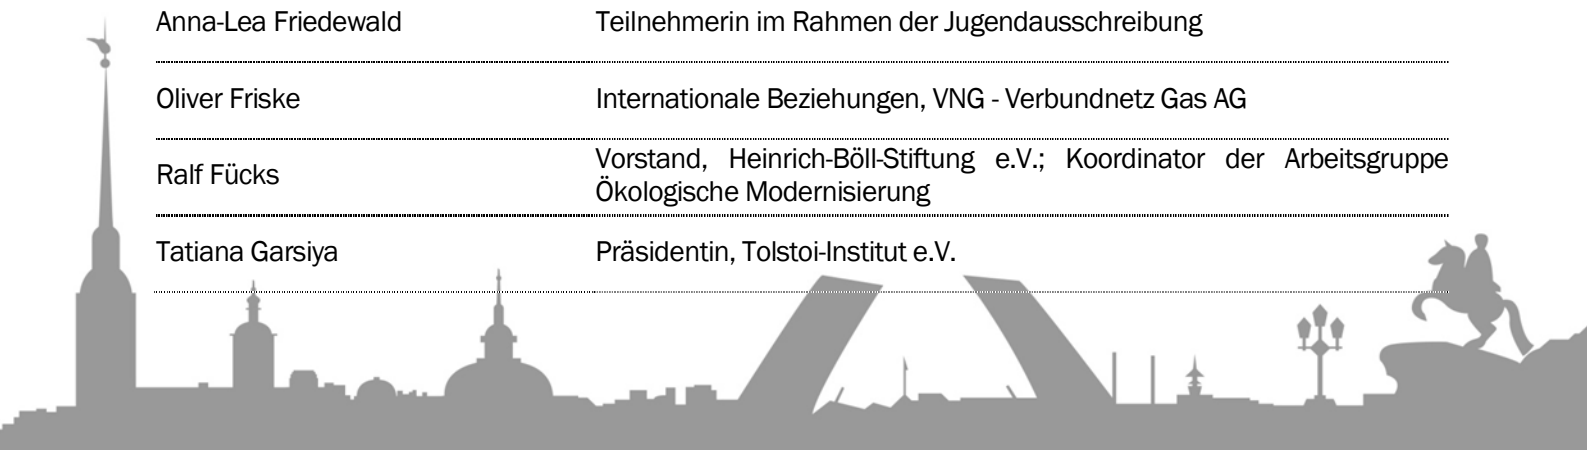 Anna-Lea Friedewald Teilnehmerin im Rahmen der Jugendausschreibung
Oliver Friske Internationale Beziehungen, VNG - Verbundnetz Gas AG
Ralf Fücks Vorstand, Heinrich-Böll-Stiftung e.V.; Koordinator der Arbeitsgruppe
Ökologische Modernisierung
Tatiana Garsiya Präsidentin, Tolstoi-Institut e.V.